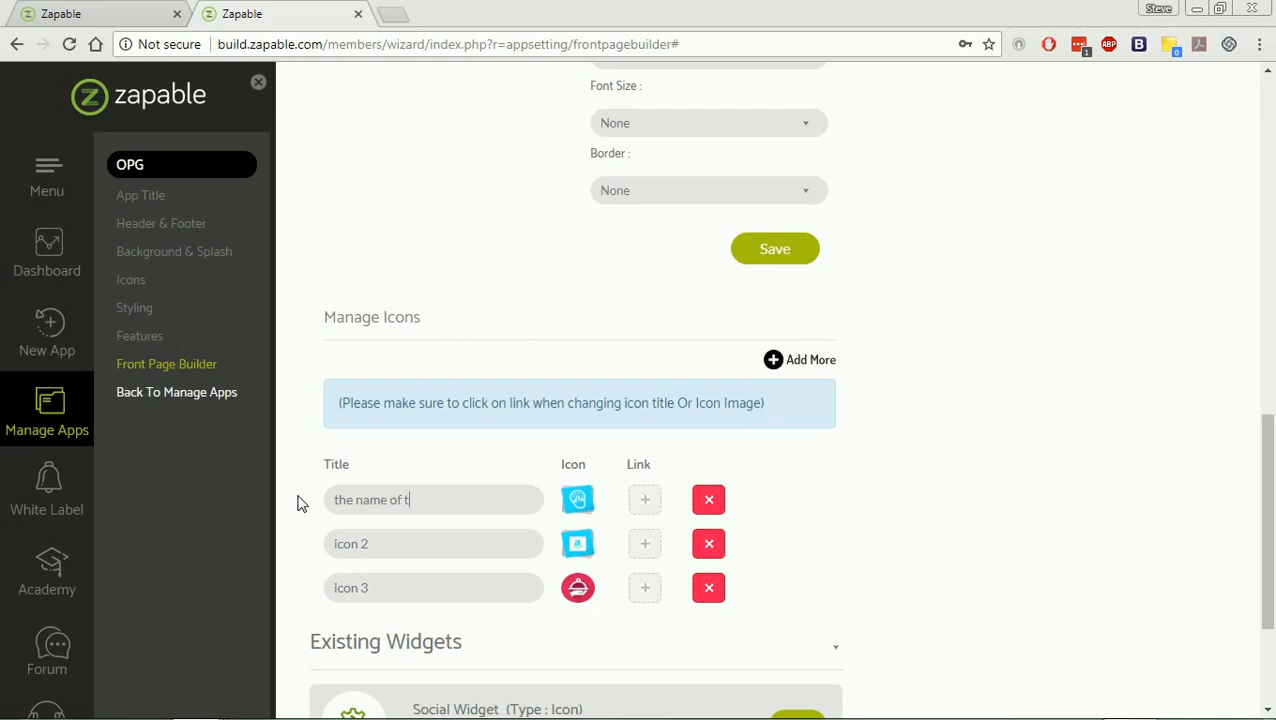 Zapable
Zapable
Steve
Not secure
build.zapable.com/members/wizard/index.php?r=appsetting/frontpagebuilder#
1
ABP
B
0
zapable
OPG
App Title
Header & Footer
Background & Splash
Icons
Styling
Features
Front Page Builder
Back To Manage Apps
Menu
Dashboard
New App
Manage Apps
White Label
Academy
Forum
Font Size :
None
Border :
None
Save
Manage Icons
Add More
(Please make sure to click on link when changing icon title Or Icon Image)
Title Icon Link
the name of t
icon 2
icon 3
Existing Widgets
Social Widget (Type : Icon)